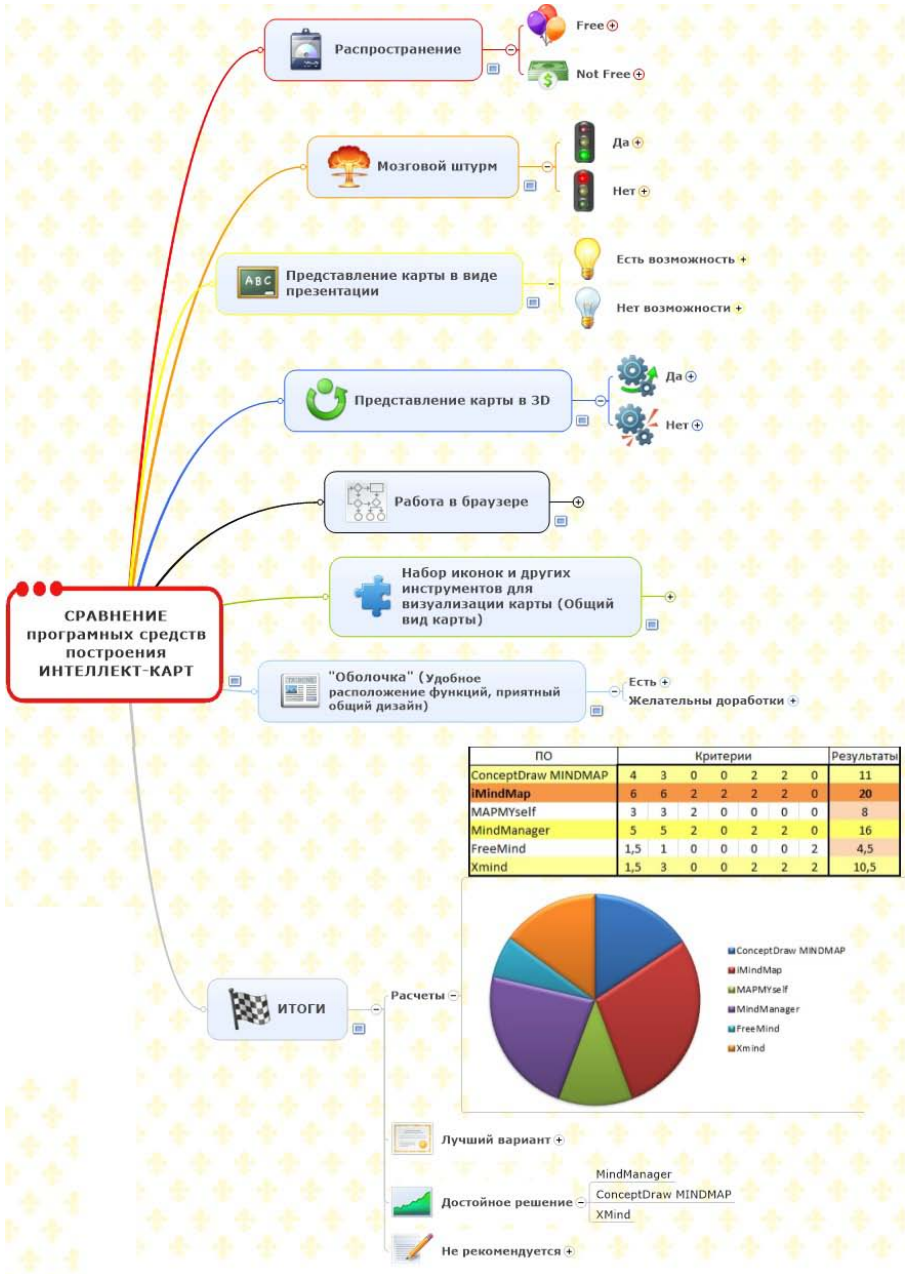 Распространение
Free
Not Free
Мозговой штурм
Да
Нет
ABC
Представление карты в виде
презентации
Есть возможность
Нет возможности
Представление карты в 3D
Да
Нет
Работа в браузере
Набор иконок и других
инструментов для
визуализации карты (Общий
вид карты)
СРАВНЕНИЕ
програмных средств
построения
ИНТЕЛЛЕКТ-КАРТ
"Оболочка" (Удобное
расположение функций, приятный
общий дизайн)
Есть
Желательны доработки
ПО Критерии Результаты
ConceptDraw MINDMAP 4 3 0 0 2 2 0 11
iMindMap 6 6 2 2 2 2 0 20
MAPMYself 3 3 2 0 0 0 0 8
MindManager 5 5 2 0 2 2 0 16
FreeMind 1,5 1 0 0 0 0 2 4,5
Xmind 1,5 3 0 0 2 2 2 10,5
ConceptDraw MINDMAP
iMindMap
MAPMYself
MindManager
FreeMind
Xmind
ИТОГИ
Расчеты
Лучший вариант
Достойное решение
MindManager
ConceptDraw MINDMAP
XMind
Не рекомендуется